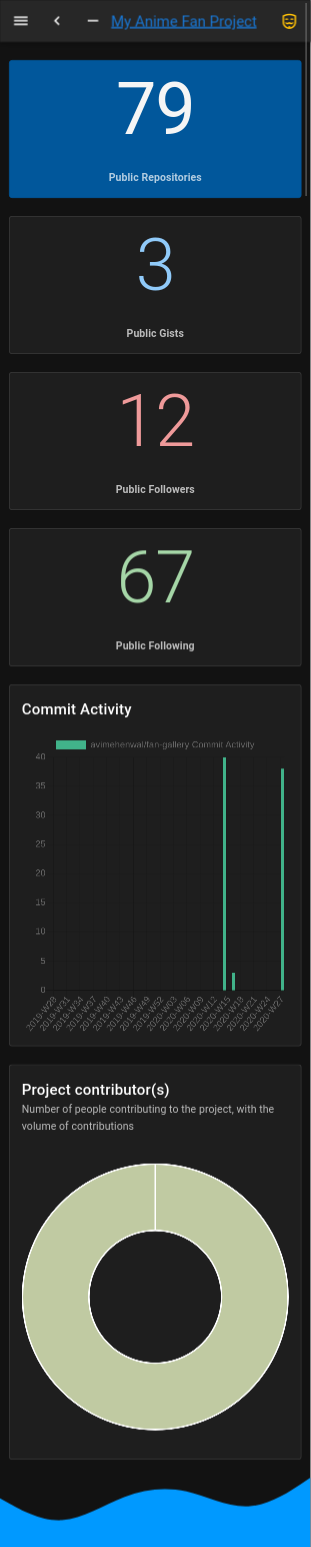 My Anime Fan Project
79
Public Repositories
3
Public Gists
12
Public Followers
67
Public Following
Commit Activity
avimehenwal/fan-gallery Commit Activity
40
35
30
25
20
15
10
5
0
2019-W28 2019-W31 2019-W34 2019-W37 2019-W40 2019-W43 2019-W46 2019-W49 2019-W52 2020-W03 2020-W06 2020-W09 2020-W12 2020-W15 2020-W18 2020-W21 2020-W24 2020-W27
Project contributor(s)
Number of people contributing to the project, with the
volume of contributions